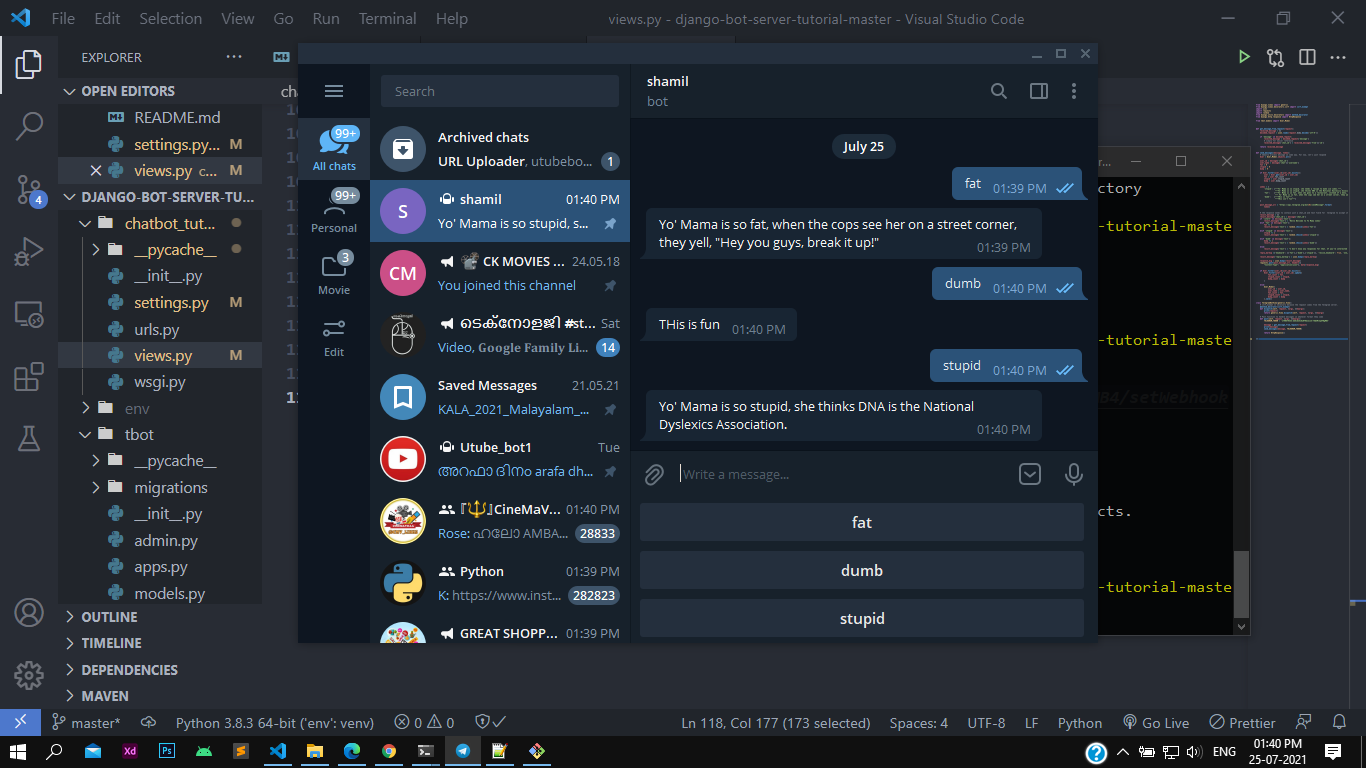 File Edit Selection View Go Run Terminal Help
views.py - django-bot-server-tutorial-master - Visual Studio Code
EXPLORER
OPEN EDITORS
README.md
settings.py... M
views.py c... M
DJANGO-BOT-SERVER-TU...
chatbot_tut...
__pycache__
__init__.py
settings.py M
urls.py
views.py M
wsgi.py
env
tbot
__pycache__
migrations
__init__.py
admin.py
apps.py
models.py
OUTLINE
TIMELINE
DEPENDENCIES
MAVEN
4
99+
All chats
99+
Personal
3
Movie
Edit
Search
Archived chats
URL Uploader, utubebo... 1
S
shamil 01:40 PM
Yo' Mama is so stupid, s...
CM
CK MOVIES ... 24.05.18
You joined this channel
ടെക്നോളജി #st... Sat
Video, Google Family Li... 14
Saved Messages 21.05.21
KALA_2021_Malayalam_...
Utube_bot1 Tue
അറഫാ ദിനം arafa dh...
『🔱』CineMaV... 01:40 PM
Rose: ഹലോ AMBA... 28833
Python 01:39 PM
K: https://www.inst... 282823
GREAT SHOPP... 01:39 PM
shamil
bot
July 25
fat 01:39 PM
Yo' Mama is so fat, when the cops see her on a street corner,
they yell, "Hey you guys, break it up!"
01:39 PM
dumb 01:40 PM
THis is fun 01:40 PM
stupid 01:40 PM
Yo' Mama is so stupid, she thinks DNA is the National
Dyslexics Association.
01:40 PM
Write a message...
fat
dumb
stupid
r...
ctory
-tutorial-maste
-tutorial-maste
B4/setWebhook
cts.
-tutorial-maste
master*
Python 3.8.3 64-bit ('env': venv)
0 0
Ln 118, Col 177 (173 selected)
Spaces: 4
UTF-8
LF
Python
Go Live
Prettier
Xd
Ps
ENG
01:40 PM
25-07-2021